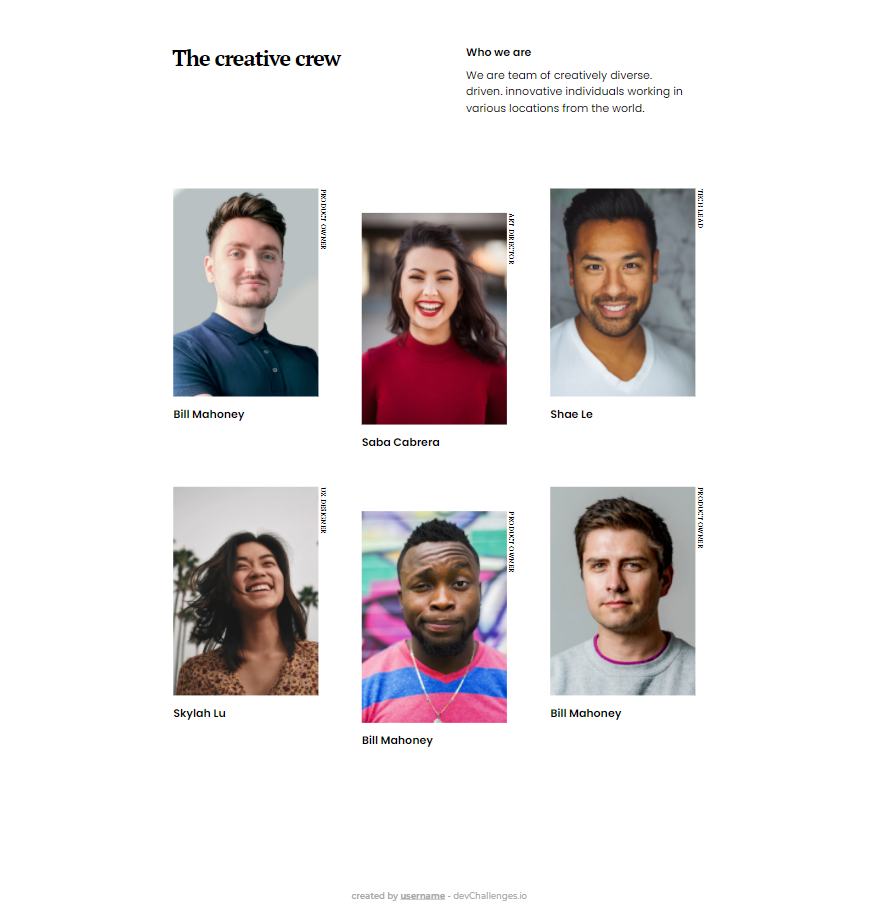 The creative crew
Who we are
We are team of creatively diverse.
driven. innovative individuals working in
various locations from the world.
PRODUCT OWNER
Bill Mahoney
ART DIRECTOR
Saba Cabrera
TECH LEAD
Shae Le
UX DESIGNER
Skylah Lu
PRODUCT OWNER
Bill Mahoney
PRODUCT OWNER
Bill Mahoney
created by username - devChallenges.io